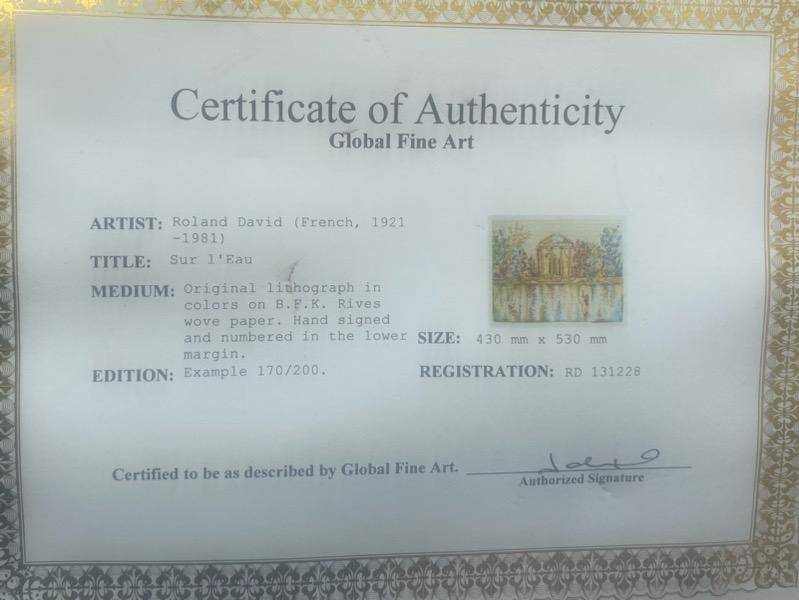 Certificate of Authenticity
Global Fine Art
ARTIST: Roland David (French, 1921
-1981)
TITLE: Sur l'Eau
MEDIUM: Original lithograph in
colors on B.F.K. Rives
wove paper. Hand signed
and numbered in the lower
margin.
SIZE: 430 mm x 530 mm
EDITION: Example 170/200.
REGISTRATION: RD 131228
Certified to be as described by Global Fine Art.
Authorized Signature